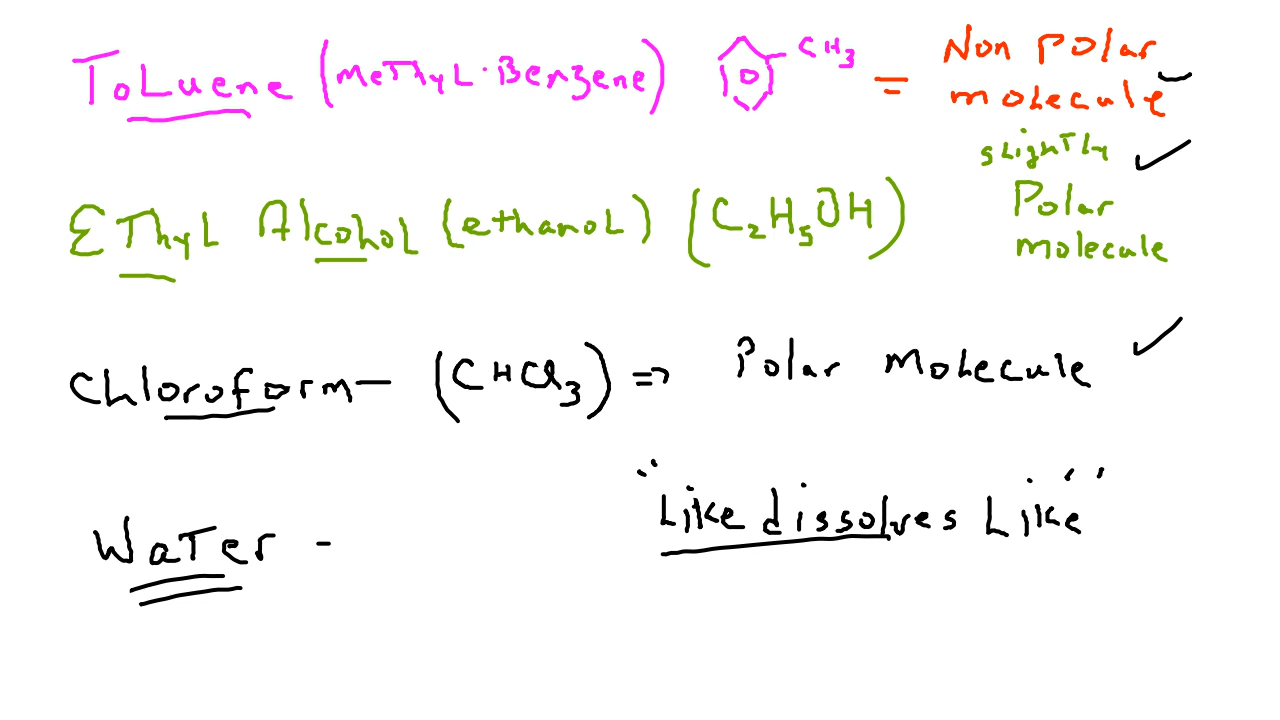 Toluene (Methyl.Benzene) CH3 = Non Polar
molecule
slightly
Ethyl Alcohol (ethanol) (C2H5OH) Polar
molecule
Chloroform- (CHCl3) => Polar Molecule
"Like dissolves Like"
Water -